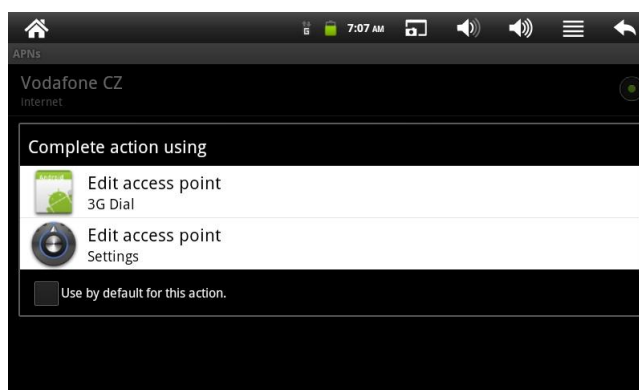 G
7:07 AM
APNs
Vodafone CZ
Internet
Complete action using
Edit access point
3G Dial
Edit access point
Settings
Use by default for this action.